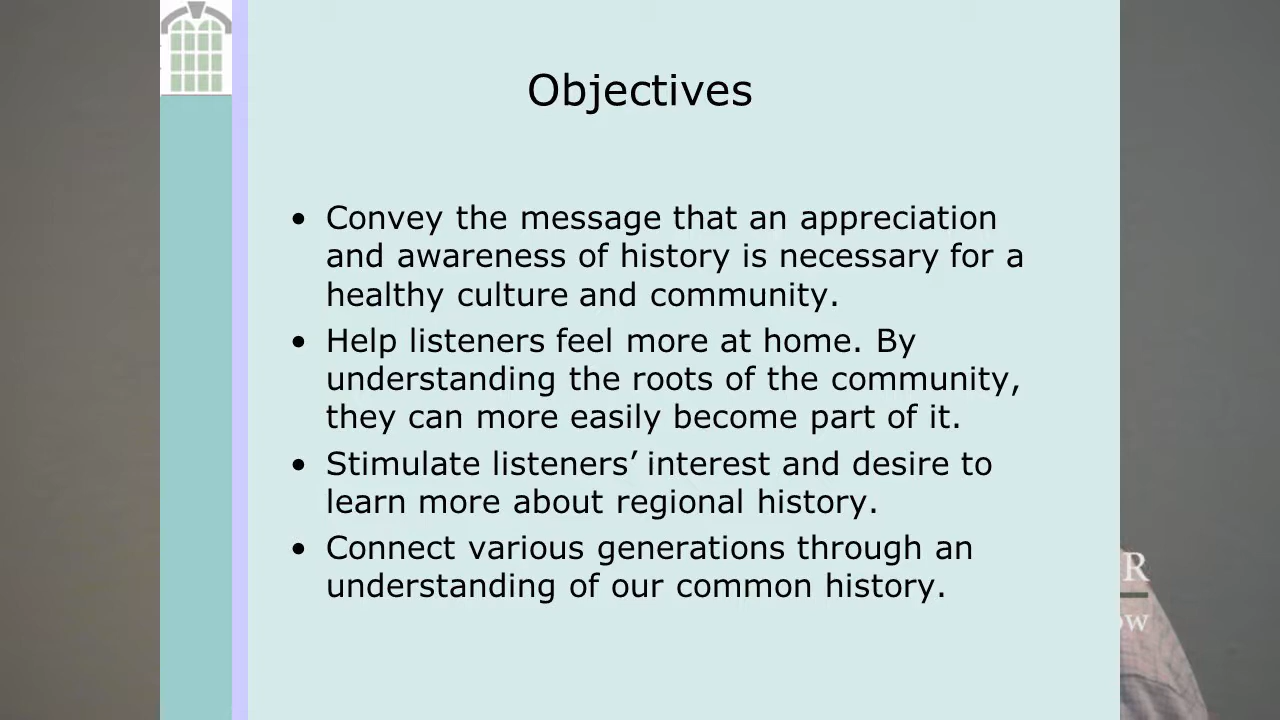 Objectives
• Convey the message that an appreciation
and awareness of history is necessary for a
healthy culture and community.
• Help listeners feel more at home. By
understanding the roots of the community,
they can more easily become part of it.
• Stimulate listeners’ interest and desire to
learn more about regional history.
• Connect various generations through an
understanding of our common history.
R
ow